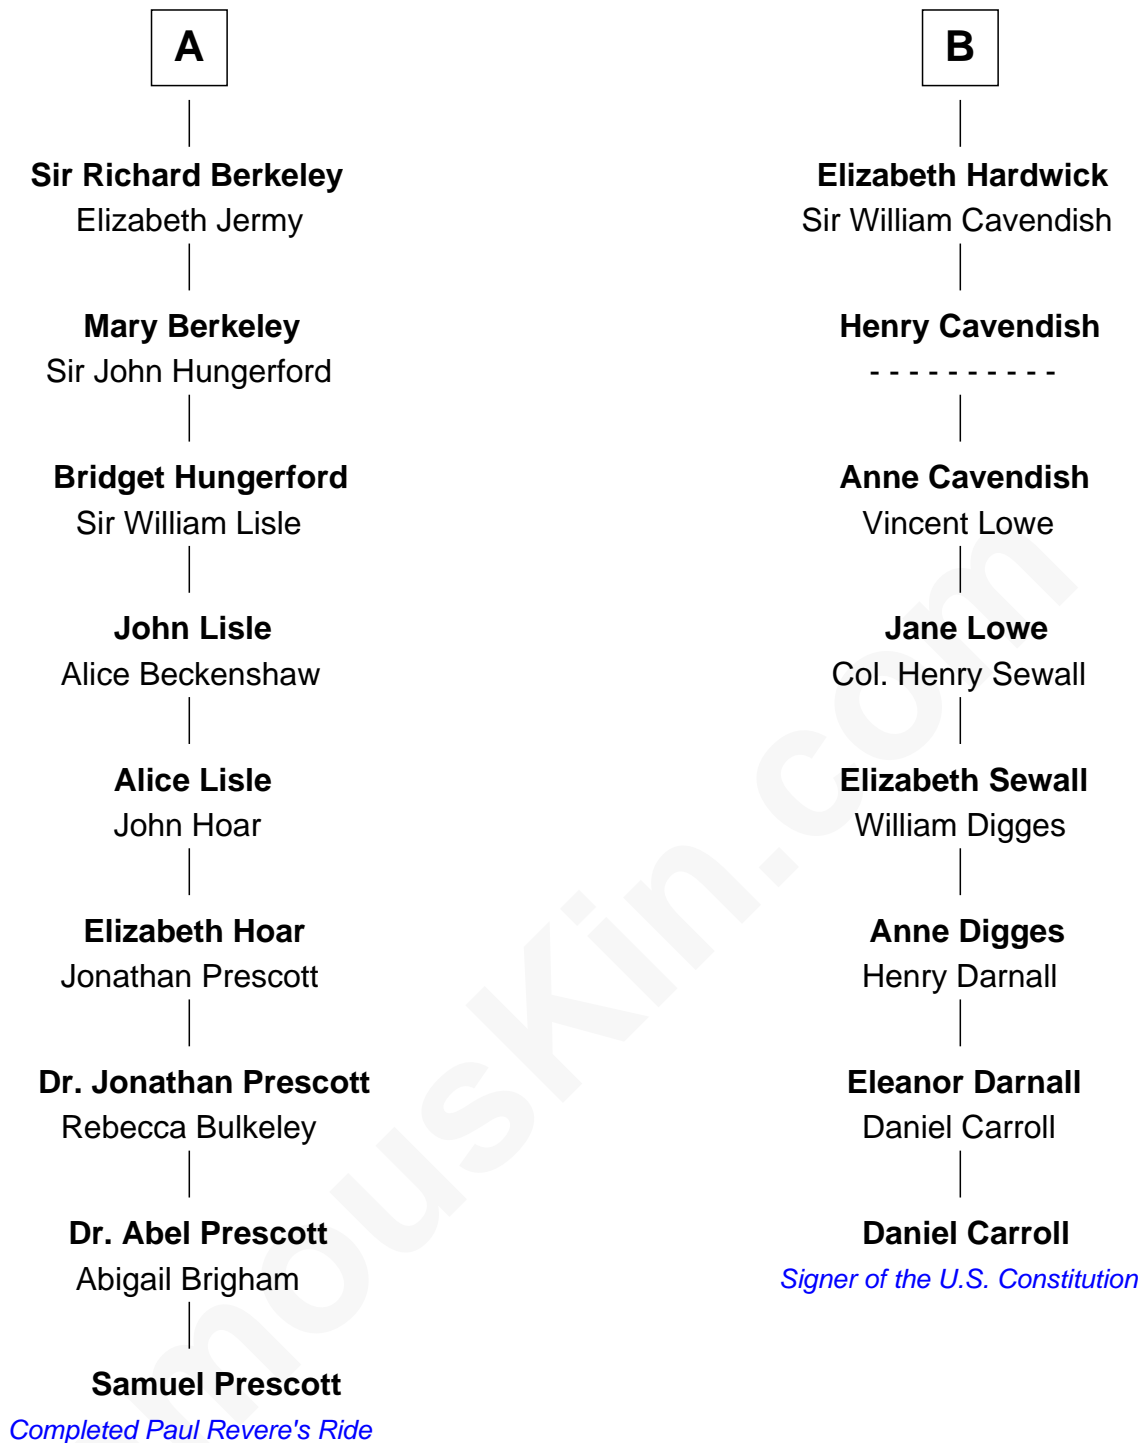 A
Sir Richard Berkeley
Elizabeth Jermy
Mary Berkeley
Sir John Hungerford
Bridget Hungerford
Sir William Lisle
John Lisle
Alice Beckenshaw
Alice Lisle
John Hoar
Elizabeth Hoar
Jonathan Prescott
Dr. Jonathan Prescott
Rebecca Bulkeley
Dr. Abel Prescott
Abigail Brigham
Samuel Prescott
Completed Paul Revere's Ride
B
Elizabeth Hardwick
Sir William Cavendish
Henry Cavendish
- - - - - - - - - -
Anne Cavendish
Vincent Lowe
Jane Lowe
Col. Henry Sewall
Elizabeth Sewall
William Digges
Anne Digges
Henry Darnall
Eleanor Darnall
Daniel Carroll
Daniel Carroll
Signer of the U.S. Constitution
mousKin.com